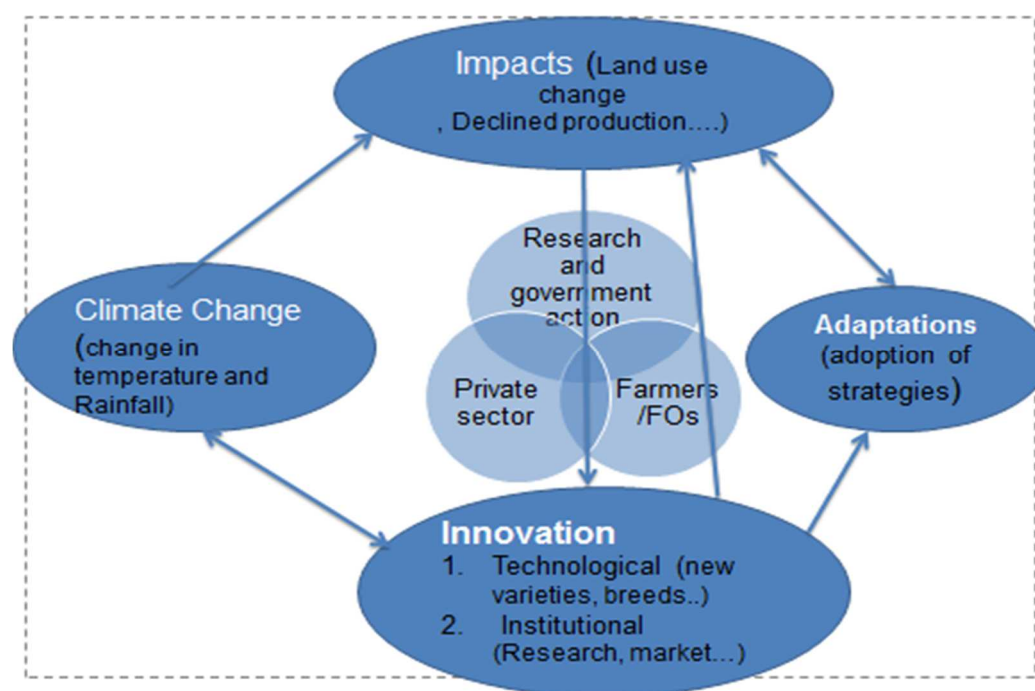 Impacts (Land use
change
, Declined production....)
Research
and
government
action
Climate Change
(change in
temperature and
Rainfall)
Private
sector
Farmers
/FOs
Adaptations
(adoption of
strategies)
Innovation
1. Technological (new
varieties, breeds..)
2. Institutional
(Research, market...)